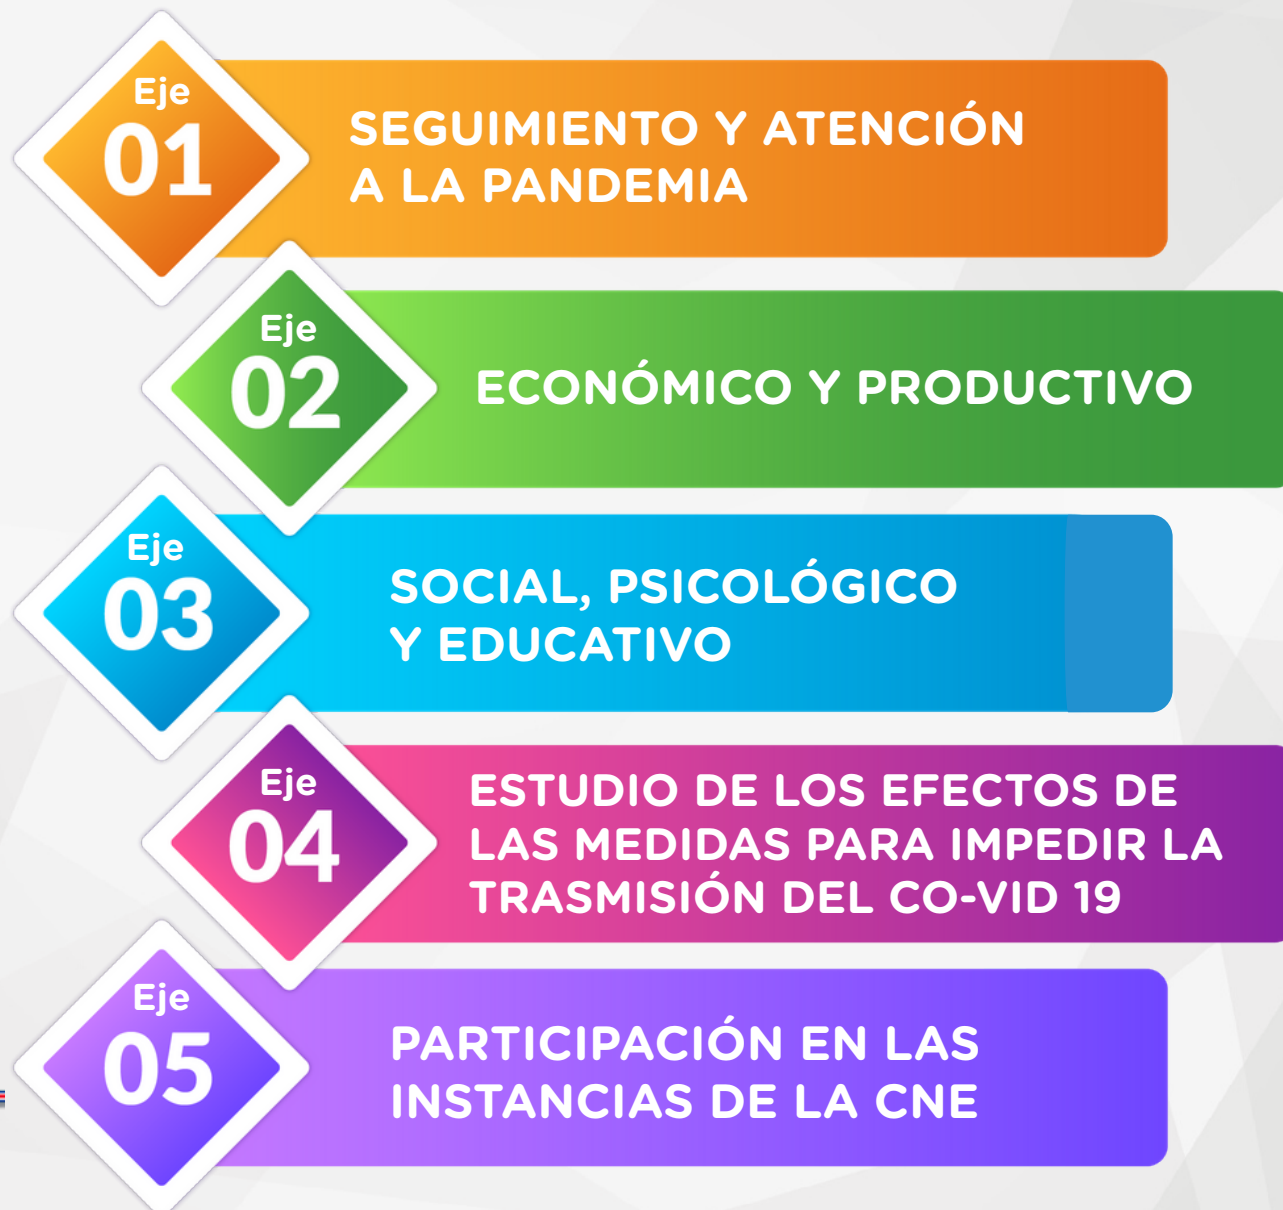 Eje
01
SEGUIMIENTO Y ATENCIÓN
A LA PANDEMIA
Eje
02
ECONÓMICO Y PRODUCTIVO
Eje
03
SOCIAL, PSICOLÓGICO
Y EDUCATIVO
Eje
04
ESTUDIO DE LOS EFECTOS DE
LAS MEDIDAS PARA IMPEDIR LA
TRASMISIÓN DEL CO-VID 19
Eje
05
PARTICIPACIÓN EN LAS
INSTANCIAS DE LA CNE